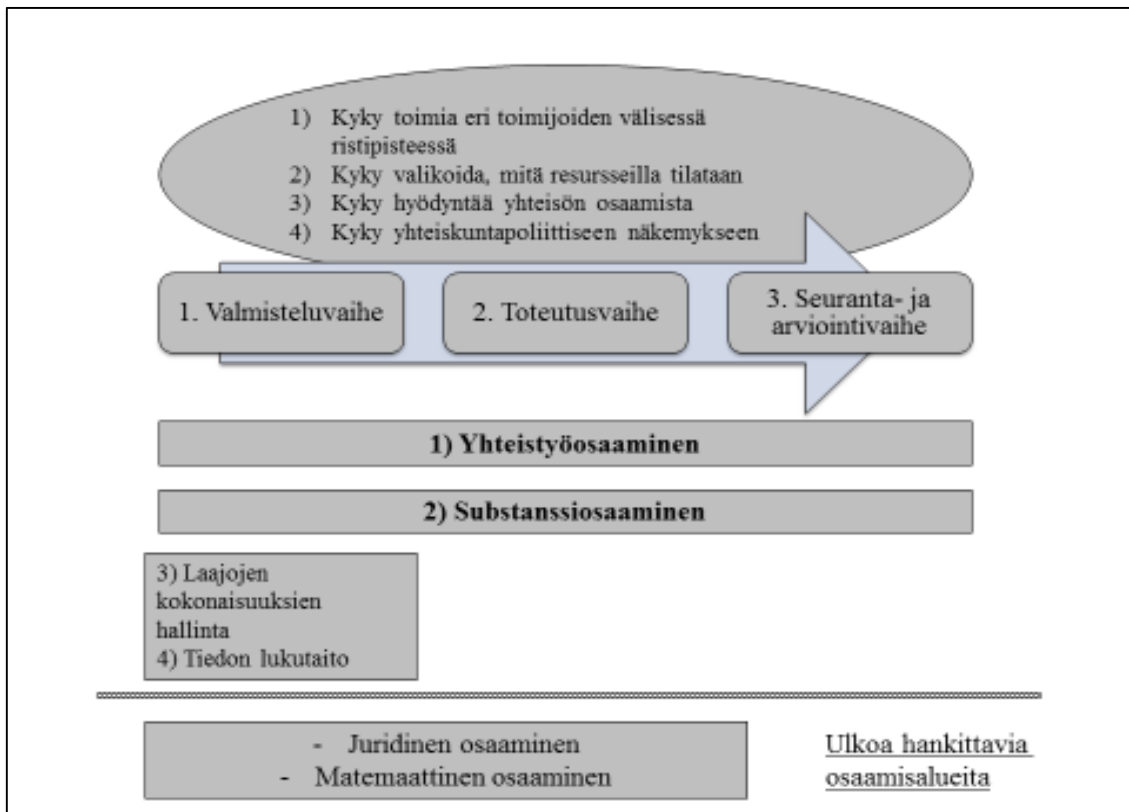 1) Kyky toimia eri toimijoiden välisessä
ristipisteessä
2) Kyky valikoida, mitä resursseilla tilataan
3) Kyky hyödyntää yhteisön osaamista
4) Kyky yhteiskuntapoliittiseen näkemykseen
1. Valmisteluvaihe
2. Toteutusvaihe
3. Seuranta- ja
arviointivaihe
1) Yhteistyöosaaminen
2) Substanssiosaaminen
3) Laajojen
kokonaisuuksien
hallinta
4) Tiedon lukutaito
- Juridinen osaaminen
- Matemaattinen osaaminen
Ulkoa hankittavia
osaamisalueita